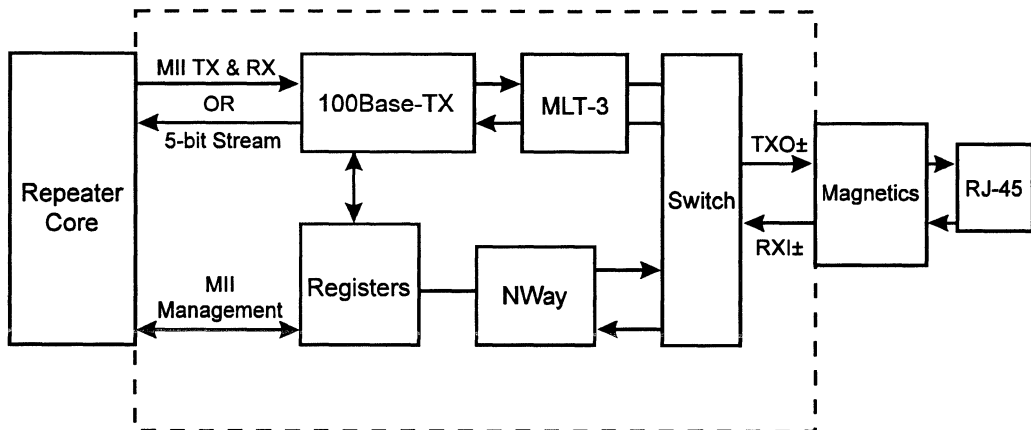 Repeater
Core
MII TX & RX
OR
5-bit Stream
100Base-TX
MLT-3
Switch
TXO±
RXI±
Magnetics
RJ-45
MII
Management
Registers
NWay